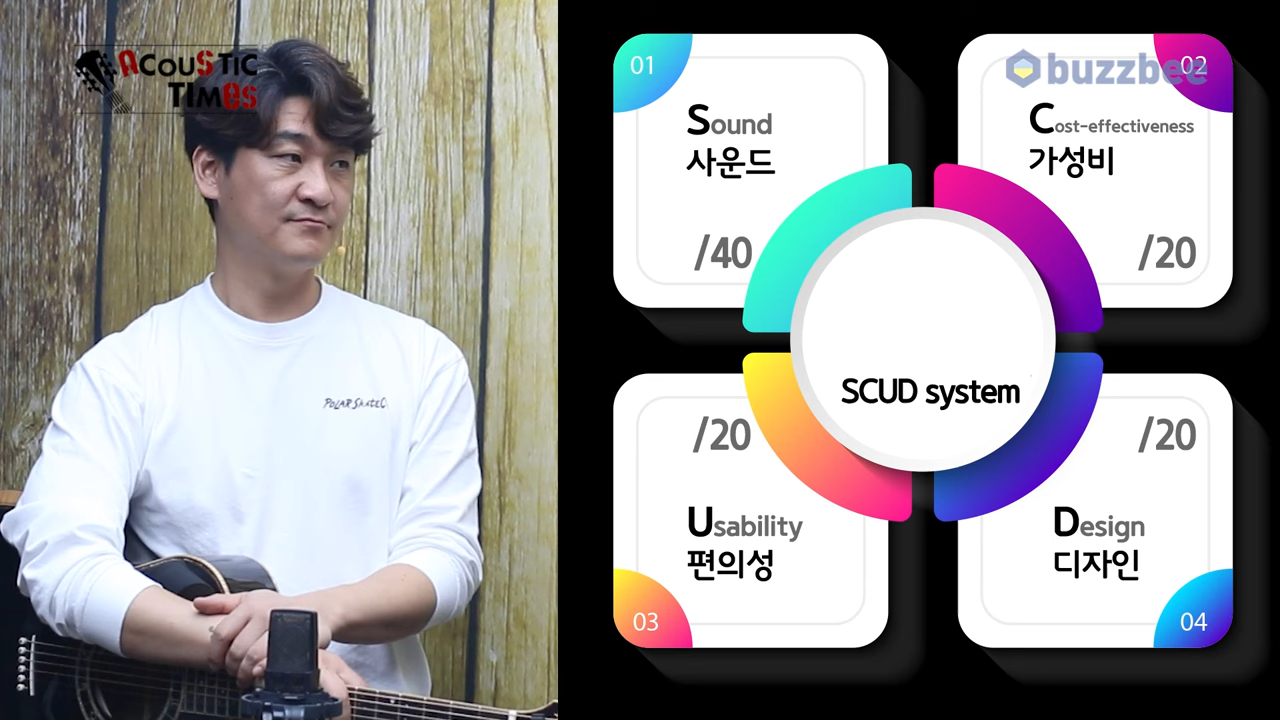 ACOUSTIC
TIMES
POLAR SKATE C
01
Sound
사운드
/40
buzzbee
02
Cost-effectiveness
가성비
/20
SCUD system
/20
Usability
편의성
03
/20
Design
디자인
04